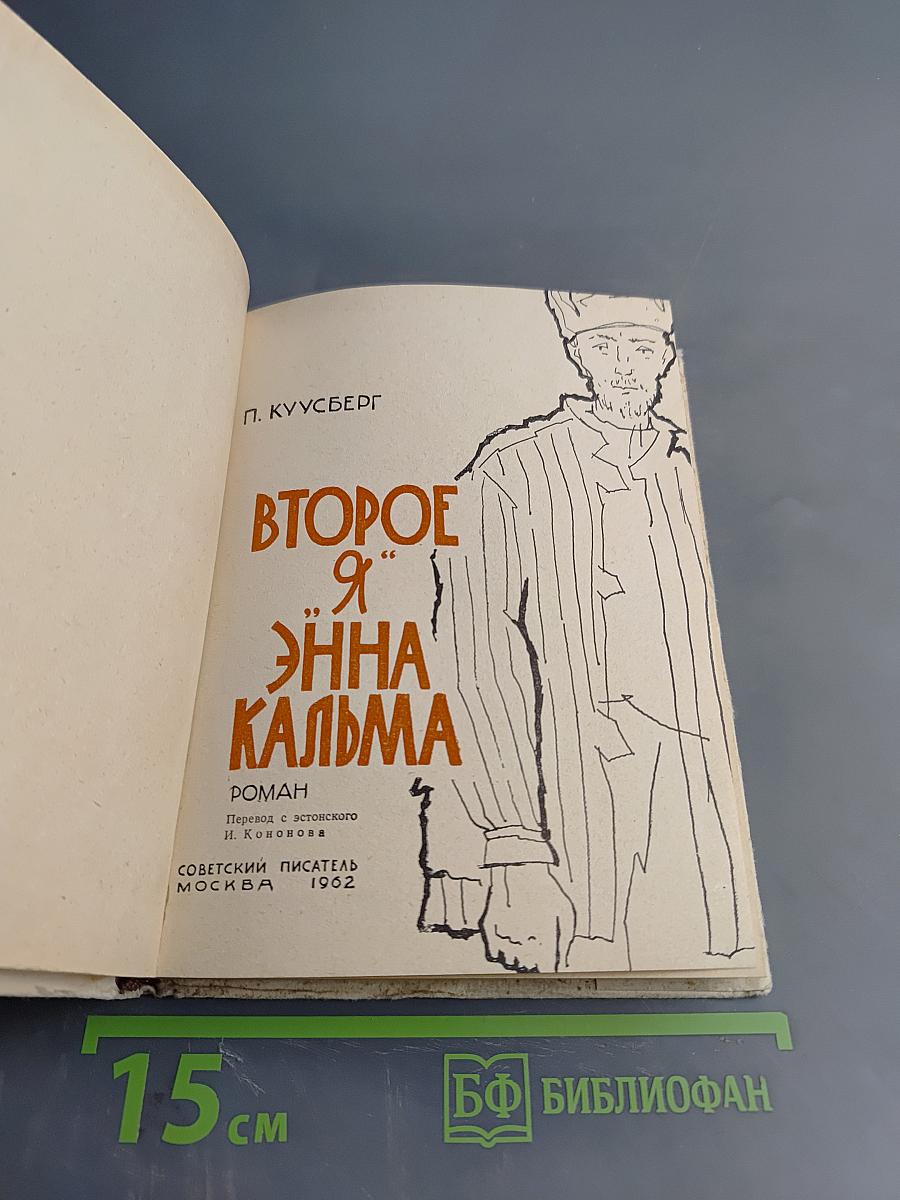 П. КУУСБЕРГ
ВТОРОЕ
„Я“
ЭННА
КАЛЬМА
РОМАН
Перевод с эстонского
И. Кононова
СОВЕТСКИЙ ПИСАТЕЛЬ
МОСКВА 1962
15 см
БФ БИБЛИОФАН